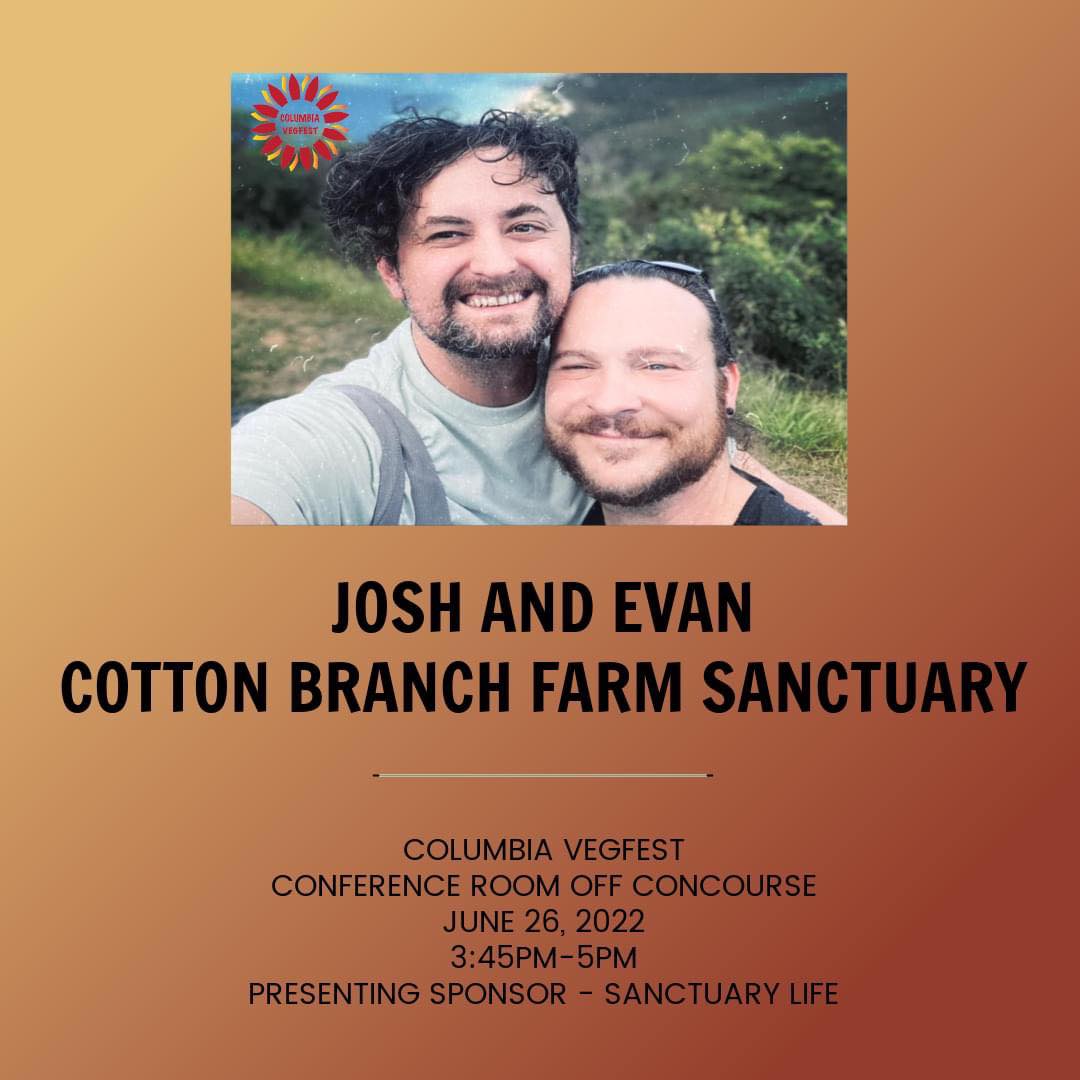 COLUMBIA
VEGFEST
JOSH AND EVAN
COTTON BRANCH FARM SANCTUARY
COLUMBIA VEGFEST
CONFERENCE ROOM OFF CONCOURSE
JUNE 26, 2022
3:45PM-5PM
PRESENTING SPONSOR - SANCTUARY LIFE